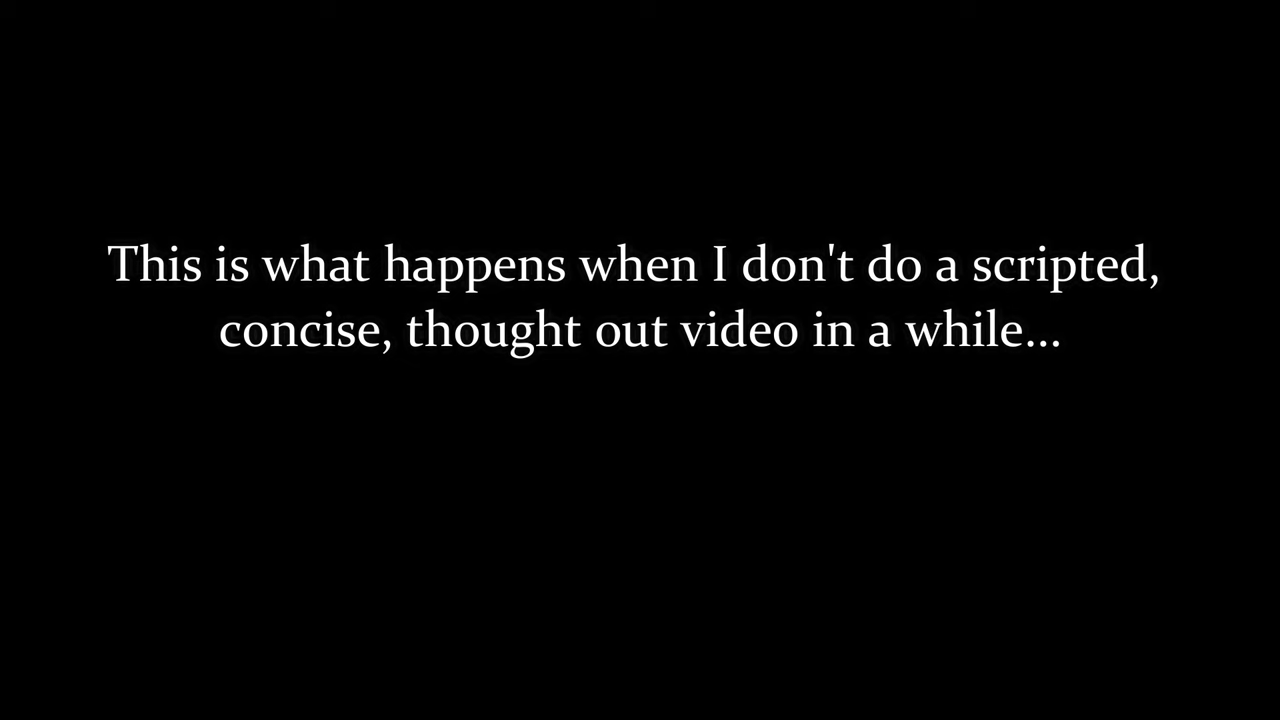 This is what happens when I don't do a scripted,
concise, thought out video in a while...